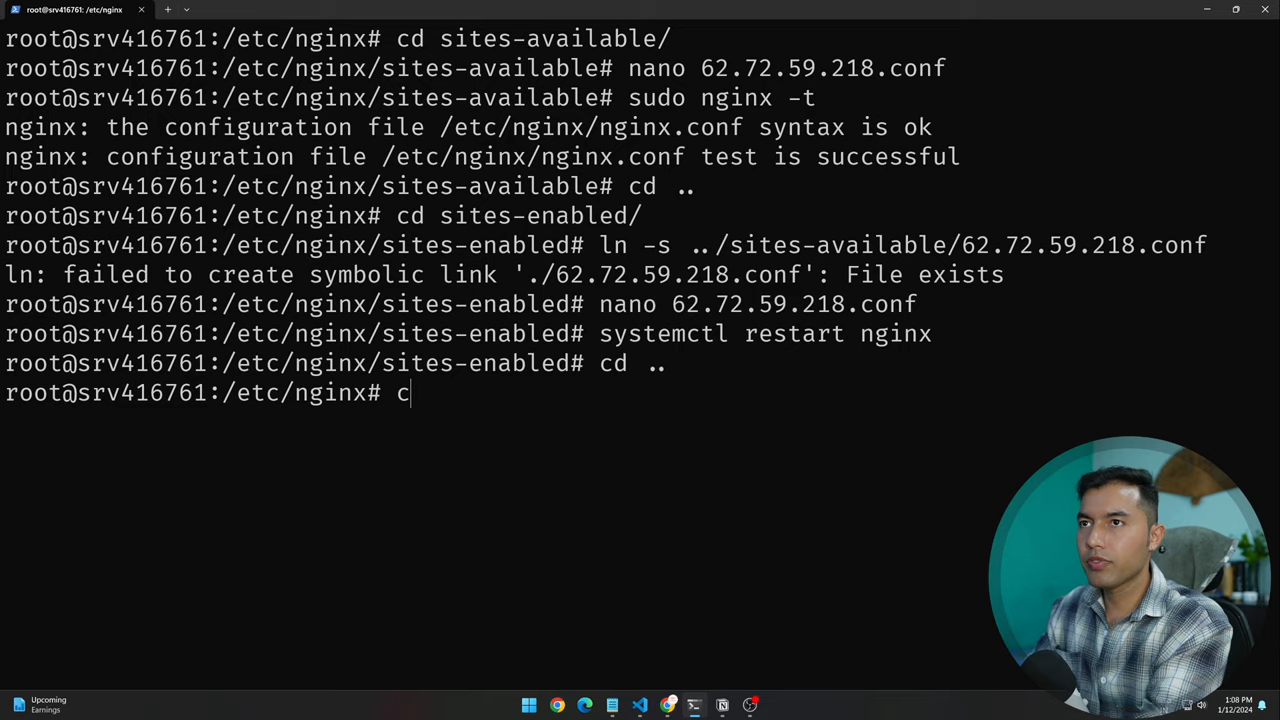 root@srv416761: /etc/nginx
root@srv416761:/etc/nginx# cd sites-available/
root@srv416761:/etc/nginx/sites-available# nano 62.72.59.218.conf
root@srv416761:/etc/nginx/sites-available# sudo nginx -t
nginx: the configuration file /etc/nginx/nginx.conf syntax is ok
nginx: configuration file /etc/nginx/nginx.conf test is successful
root@srv416761:/etc/nginx/sites-available# cd ..
root@srv416761:/etc/nginx# cd sites-enabled/
root@srv416761:/etc/nginx/sites-enabled# ln -s ../sites-available/62.72.59.218.conf
ln: failed to create symbolic link './62.72.59.218.conf': File exists
root@srv416761:/etc/nginx/sites-enabled# nano 62.72.59.218.conf
root@srv416761:/etc/nginx/sites-enabled# systemctl restart nginx
root@srv416761:/etc/nginx/sites-enabled# cd ..
root@srv416761:/etc/nginx# c
Upcoming
Earnings
1:08 PM
1/12/2024